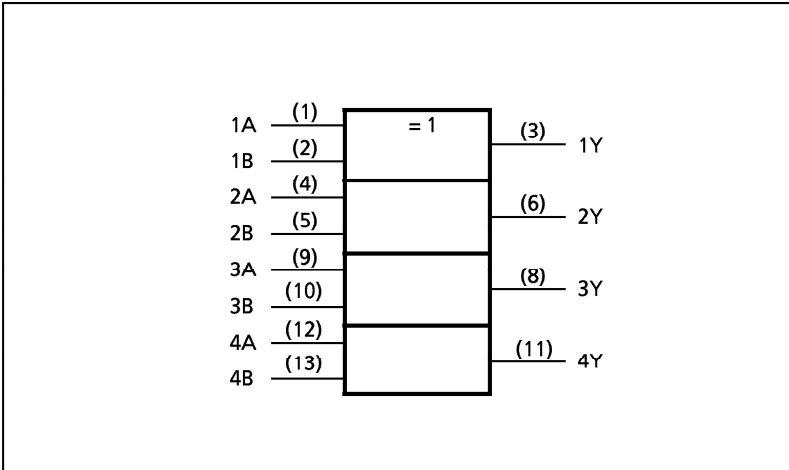 1A (1) = 1 (3) 1Y
1B (2)
2A (4) (6) 2Y
2B (5)
3A (9) (8) 3Y
3B (10)
4A (12) (11) 4Y
4B (13)